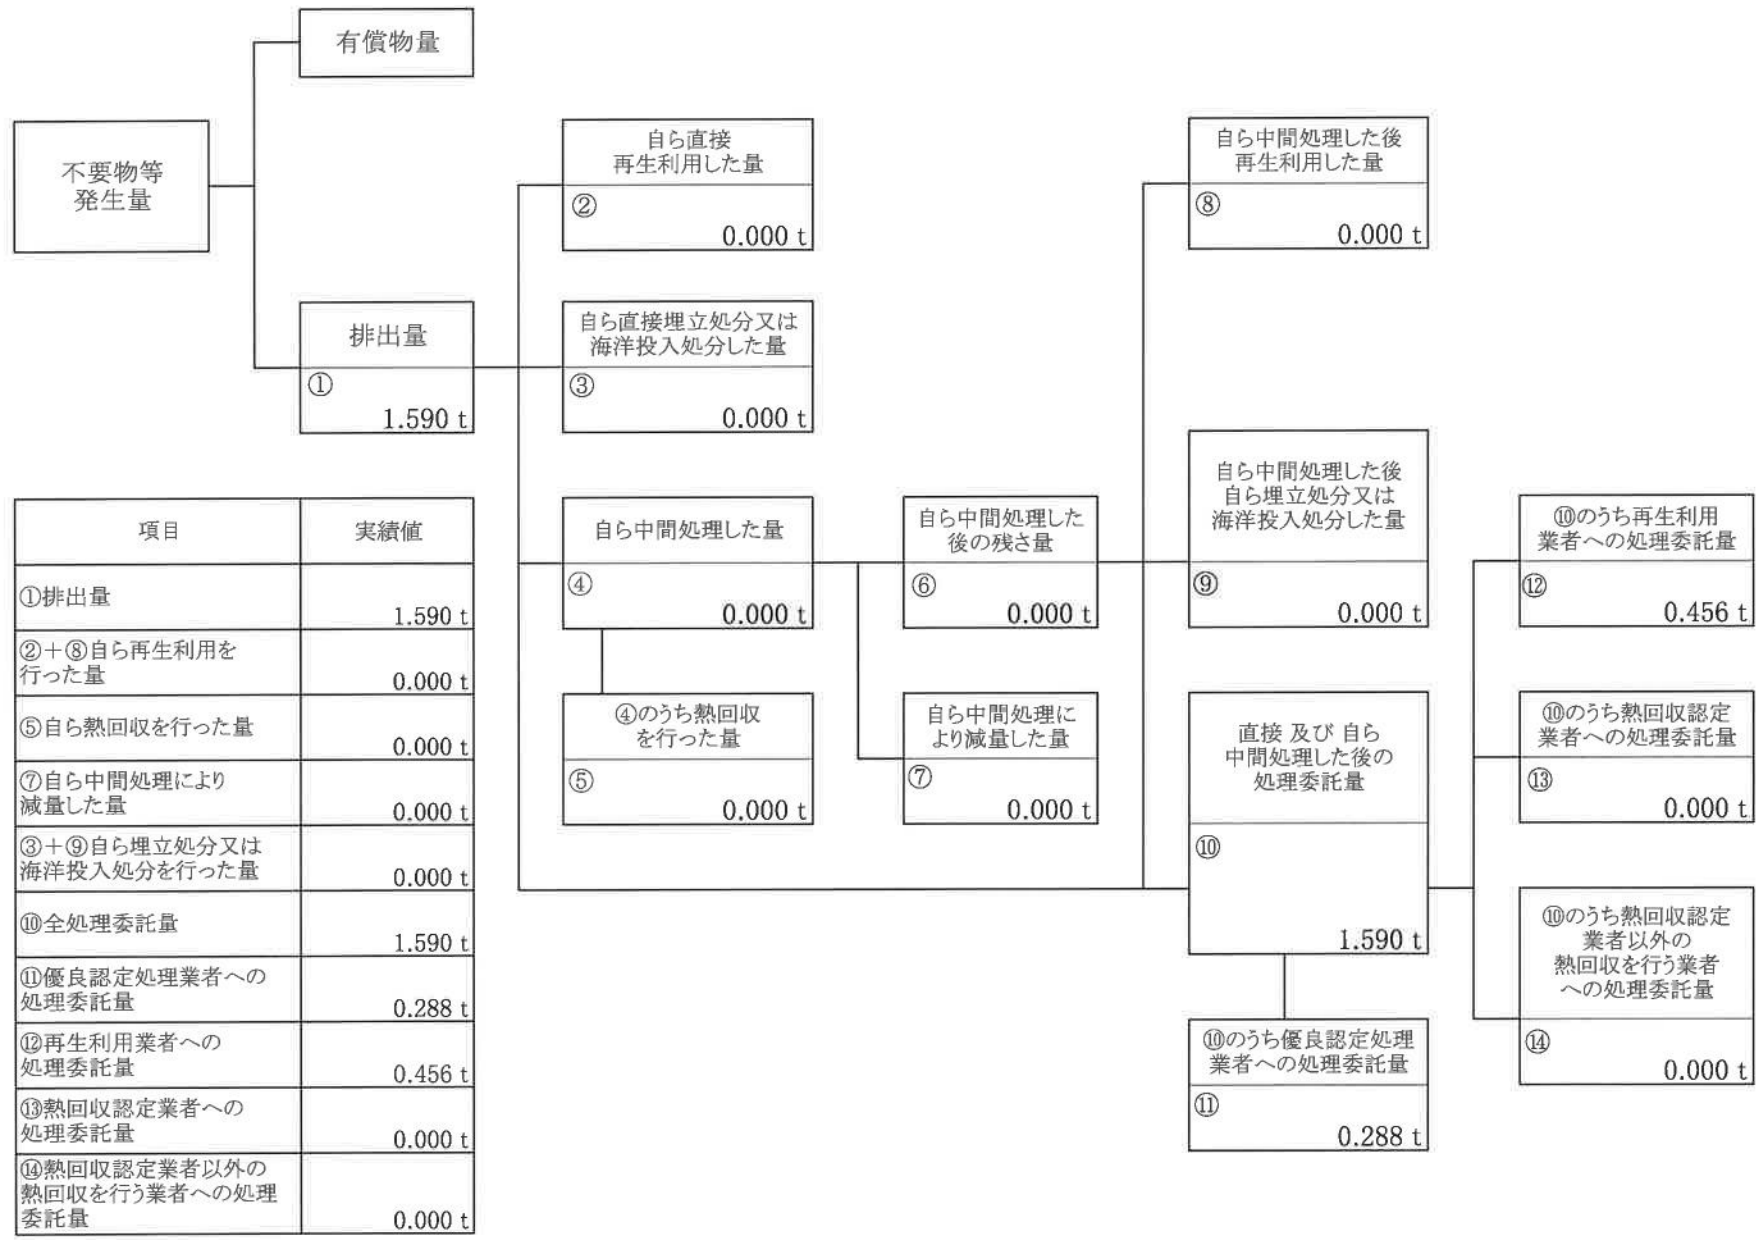 有償物量
不要物等
発生量
排出量
①
1.590 t
自ら直接
再生利用した量
②
0.000 t
自ら直接埋立処分又は
海洋投入処分した量
③
0.000 t
自ら中間処理した量
④
0.000 t
④のうち熱回収
を行った量
⑤
0.000 t
自ら中間処理した
後の残さ量
⑥
0.000 t
自ら中間処理に
より減量した量
⑦
0.000 t
自ら中間処理した後
再生利用した量
⑧
0.000 t
自ら中間処理した後
自ら埋立処分又は
海洋投入処分した量
⑨
0.000 t
直接 及び 自ら
中間処理した後の
処理委託量
⑩
1.590 t
⑩のうち優良認定処理
業者への処理委託量
⑪
0.288 t
⑩のうち再生利用
業者への処理委託量
⑫
0.456 t
⑩のうち熱回収認定
業者への処理委託量
⑬
0.000 t
⑩のうち熱回収認定
業者以外の
熱回収を行う業者
への処理委託量
⑭
0.000 t
項目 実績値
①排出量
1.590 t
②＋⑧自ら再生利用を
行った量
0.000 t
⑤自ら熱回収を行った量
0.000 t
⑦自ら中間処理により
減量した量
0.000 t
③＋⑨自ら埋立処分又は
海洋投入処分を行った量
0.000 t
⑩全処理委託量
1.590 t
⑪優良認定処理業者への
処理委託量
0.288 t
⑫再生利用業者への
処理委託量
0.456 t
⑬熱回収認定業者への
処理委託量
0.000 t
⑭熱回収認定業者以外の
熱回収を行う業者への処理
委託量
0.000 t